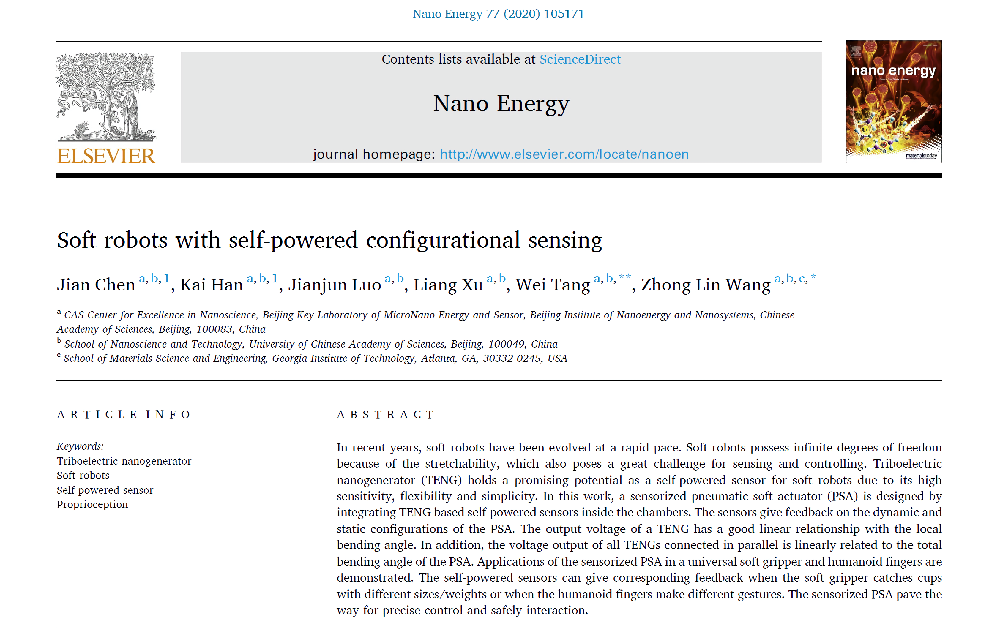 Nano Energy 77 (2020) 105171
Contents lists available at ScienceDirect
Nano Energy
journal homepage: http://www.elsevier.com/locate/nanoen
NON SOLUS
ELSEVIER
nano energy
materialstoday
Soft robots with self-powered configurational sensing
Jian Chen a,b,1, Kai Han a,b,1, Jianjun Luo a,b, Liang Xu a,b, Wei Tang a,b,**, Zhong Lin Wang a,b,c,*
a CAS Center for Excellence in Nanoscience, Beijing Key Laboratory of MicroNano Energy and Sensor, Beijing Institute of Nanoenergy and Nanosystems, Chinese
Academy of Sciences, Beijing, 100083, China
b School of Nanoscience and Technology, University of Chinese Academy of Sciences, Beijing, 100049, China
c School of Materials Science and Engineering, Georgia Institute of Technology, Atlanta, GA, 30332-0245, USA
ARTICLE INFO
Keywords:
Triboelectric nanogenerator
Soft robots
Self-powered sensor
Proprioception
ABSTRACT
In recent years, soft robots have been evolved at a rapid pace. Soft robots possess infinite degrees of freedom
because of the stretchability, which also poses a great challenge for sensing and controlling. Triboelectric
nanogenerator (TENG) holds a promising potential as a self-powered sensor for soft robots due to its high
sensitivity, flexibility and simplicity. In this work, a sensorized pneumatic soft actuator (PSA) is designed by
integrating TENG based self-powered sensors inside the chambers. The sensors give feedback on the dynamic and
static configurations of the PSA. The output voltage of a TENG has a good linear relationship with the local
bending angle. In addition, the voltage output of all TENGs connected in parallel is linearly related to the total
bending angle of the PSA. Applications of the sensorized PSA in a universal soft gripper and humanoid fingers are
demonstrated. The self-powered sensors can give corresponding feedback when the soft gripper catches cups
with different sizes/weights or when the humanoid fingers make different gestures. The sensorized PSA pave the
way for precise control and safely interaction.